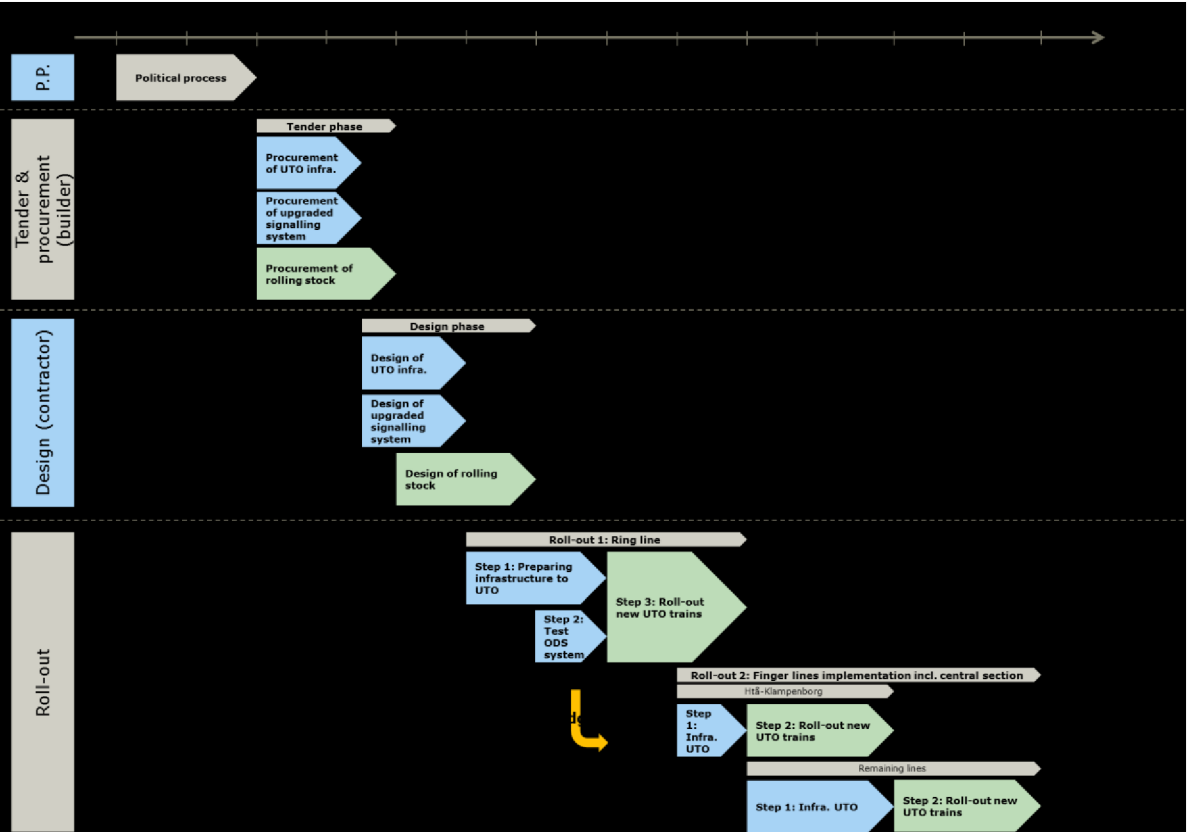 P.P.
Political process
Tender &
procurement
(builder)
Tender phase
Procurement
of UTO infra.
Procurement
of upgraded
signalling
system
Procurement of
rolling stock
Design (contractor)
Design phase
Design of
UTO infra.
Design of
upgraded
signalling
system
Design of rolling
stock
Roll-out
Roll-out 1: Ring line
Step 1: Preparing
infrastructure to
UTO
Step 2:
Test
ODS
system
Step 3: Roll-out
new UTO trains
Roll-out 2: Finger lines implementation incl. central section
Htå-Klampenborg
Step
1:
Infra.
UTO
Step 2: Roll-out new
UTO trains
Remaining lines
Step 1: Infra. UTO
Step 2: Roll-out new
UTO trains